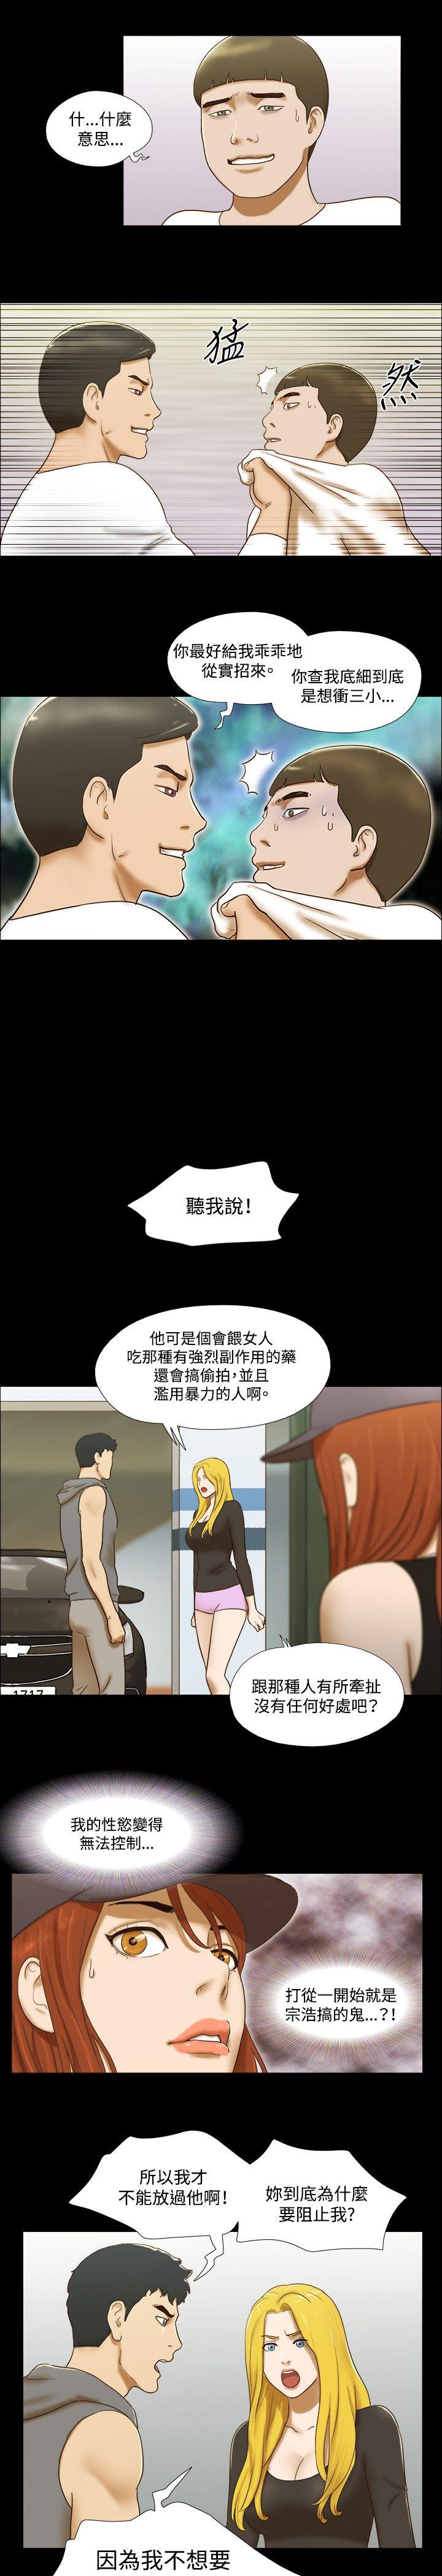 什...什麼
意思...
猛
然
你最好給我乖乖地
從實招來。
你查我底細到底
是想衝三小...
聽我說!
他可是個會餵女人
吃那種有強烈副作用的藥
還會搞偷拍,並且
濫用暴力的人啊。
1717
跟那種人有所牽扯
沒有任何好處吧?
我的性慾變得
無法控制...
打從一開始就是
宗浩搞的鬼...?!
所以我才
不能放過他啊!
妳到底為什麼
要阻止我?
因為我不想要